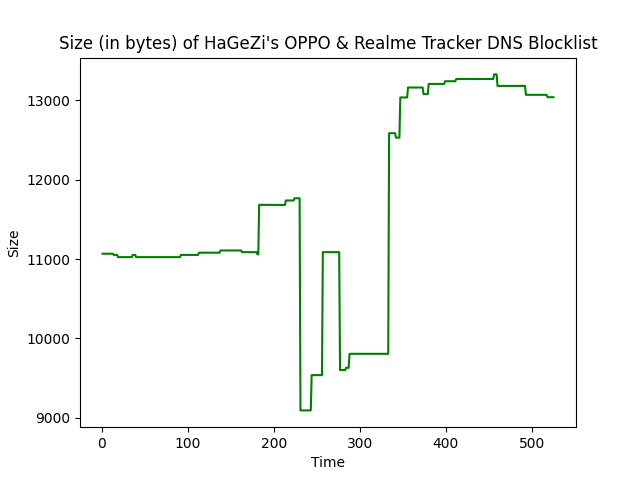 Size (in bytes) of HaGeZi's OPPO & Realme Tracker DNS Blocklist
13000
12000
11000
10000
9000
Size
0 100 200 300 400 500
Time